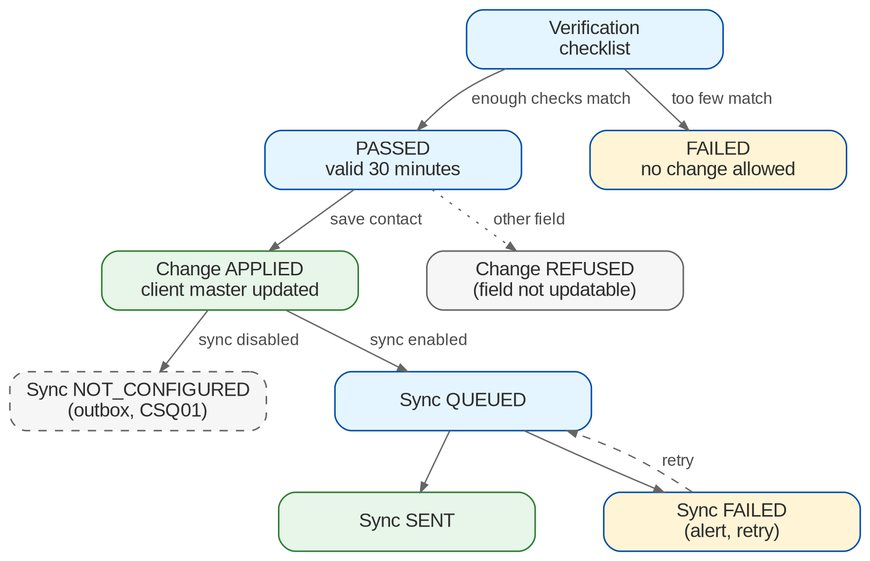 Verification
checklist
enough checks match
too few match
PASSED
valid 30 minutes
FAILED
no change allowed
save contact
other field
Change APPLIED
client master updated
Change REFUSED
(field not updatable)
sync disabled
sync enabled
Sync NOT_CONFIGURED
(outbox, CSQ01)
Sync QUEUED
retry
Sync SENT
Sync FAILED
(alert, retry)